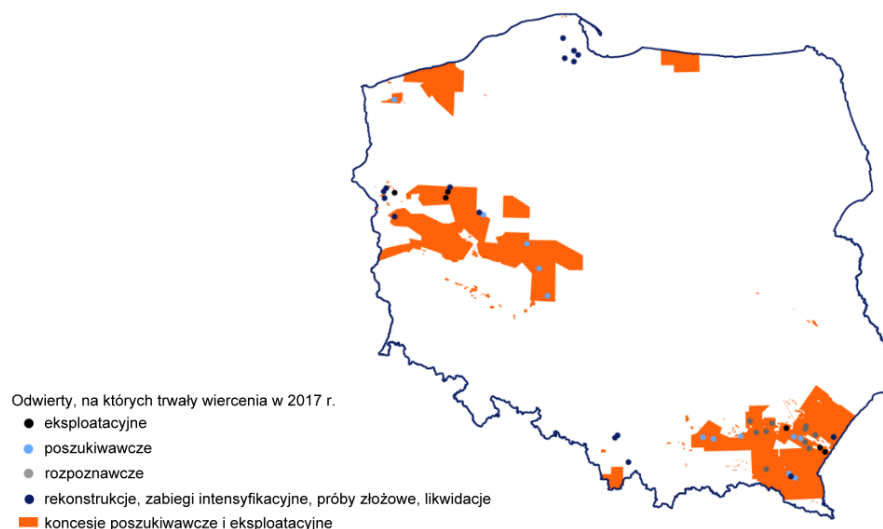 Odwierty, na których trwały wiercenia w 2017 r.
eksploatacyjne
poszukiwawcze
rozpoznawcze
rekonstrukcje, zabiegi intensyfikacyjne, próby złożowe, likwidacje
koncesje poszukiwawcze i eksploatacyjne